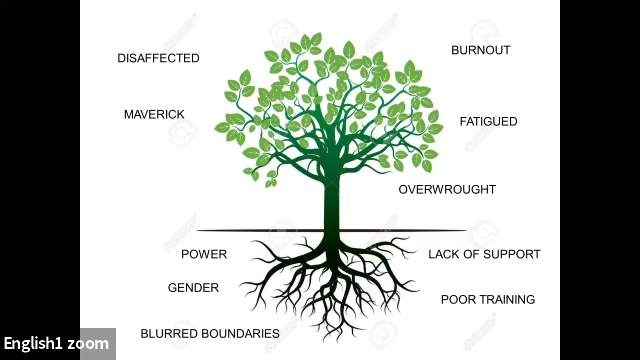 DISAFFECTED
BURNOUT
MAVERICK
FATIGUED
OVERWROUGHT
POWER
LACK OF SUPPORT
GENDER
POOR TRAINING
BLURRED BOUNDARIES
English1 zoom